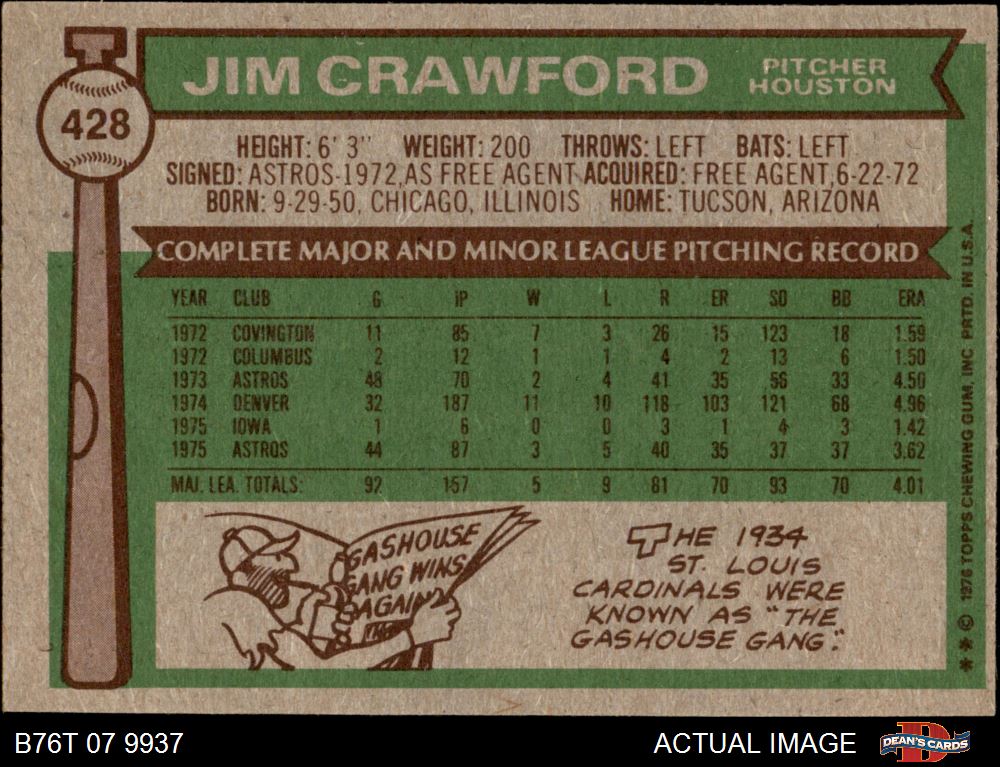 JIM CRAWFORD
PITCHER
HOUSTON
428
HEIGHT: 6' 3" WEIGHT: 200 THROWS: LEFT BATS: LEFT
SIGNED: ASTROS-1972,AS FREE AGENT ACQUIRED: FREE AGENT,6-22-72
BORN: 9-29-50, CHICAGO, ILLINOIS HOME: TUCSON, ARIZONA
COMPLETE MAJOR AND MINOR LEAGUE PITCHING RECORD
YEAR CLUB G IP W L R ER SO BB ERA
1972 COVINGTON 11 85 7 3 26 15 123 18 1.59
1972 COLUMBUS 2 12 1 1 4 2 13 6 1.50
1973 ASTROS 48 70 2 4 41 35 56 33 4.50
1974 DENVER 32 187 11 10 118 103 121 68 4.96
1975 IOWA 1 6 0 0 3 1 4 3 1.42
1975 ASTROS 44 87 3 5 40 35 37 37 3.62
MAJ. LEA. TOTALS: 92 157 5 9 81 70 93 70 4.01
GASHOUSE
GANG WINS
AGAIN
THE
THE 1934
ST. LOUIS
CARDINALS WERE
KNOWN AS "THE
GASHOUSE GANG."
** © 1976 TOPPS CHEWING GUM, INC. PRTD. IN U.S.A.
B76T 07 9937
ACTUAL IMAGE
D
DEAN'S CARDS